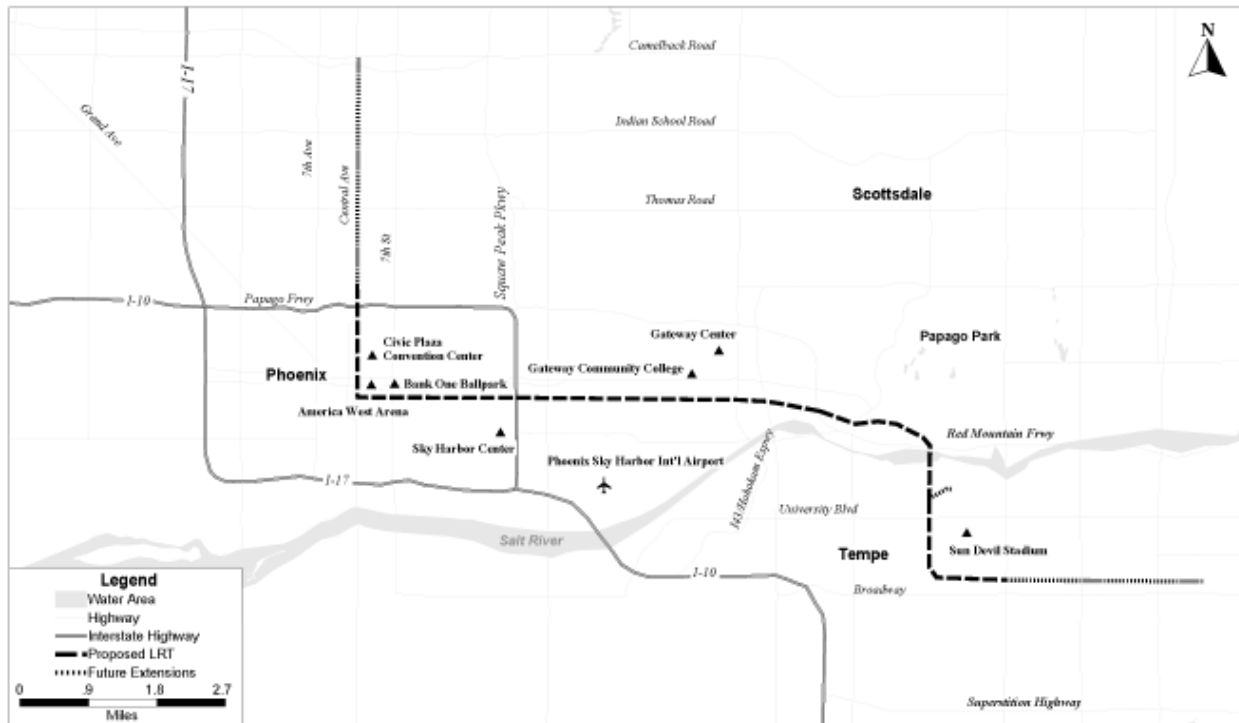 N
Camelback Road
I-17
Grand Ave
Indian School Road
7th Ave
Central Ave
Thomas Road
Scottsdale
7th St
Squaw Peak Pkwy
I-10
Papago Frwy
Civic Plaza
Convention Center
Gateway Center
Papago Park
Phoenix
Gateway Community College
Bank One Ballpark
America West Arena
Sky Harbor Center
Red Mountain Frwy
Phoenix Sky Harbor Int'l Airport
I-17
143/Hohokam Expwy
University Blvd
Salt River
Tempe
Sun Devil Stadium
I-10
Broadway
Superstition Highway
Legend
Water Area
Highway
Interstate Highway
Proposed LRT
Future Extensions
0 .9 1.8 2.7
Miles